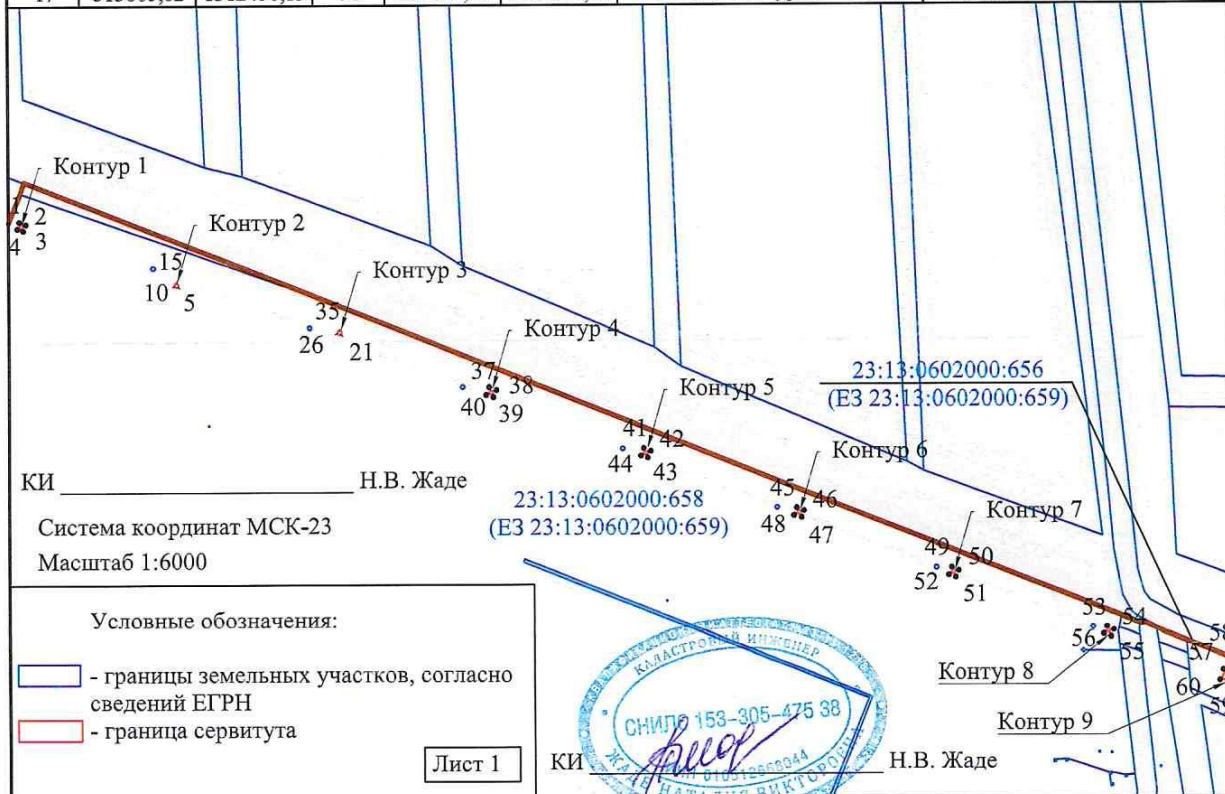 Контур 1
1
2
4
3
Контур 2
15
10
5
Контур 3
35
26
21
Контур 4
37
38
40
39
Контур 5
41
42
44
43
23:13:0602000:656
(ЕЗ 23:13:0602000:659)
Контур 6
45
46
48
47
КИ Н.В. Жаде
23:13:0602000:658
(ЕЗ 23:13:0602000:659)
Система координат МСК-23
Масштаб 1:6000
Контур 7
49
50
52
51
53
54
56
55
57
58
60
59
Контур 8
Контур 9
Условные обозначения:
- границы земельных участков, согласно
сведений ЕГРН
- граница сервитута
Лист 1
КАДАСТРОВЫЙ ИНЖЕНЕР
СНИЛС 153-305-475 38
ЖАДЕ НАТАЛИЯ ВИКТОРОВНА
КИ Н.В. Жаде